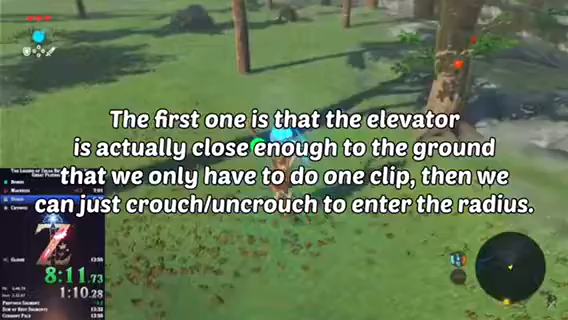 The first one is that the elevator
is actually close enough to the ground
that we only have to do one clip, then we
can just crouch/uncrouch to enter the radius.
8:11.73
1:10.28